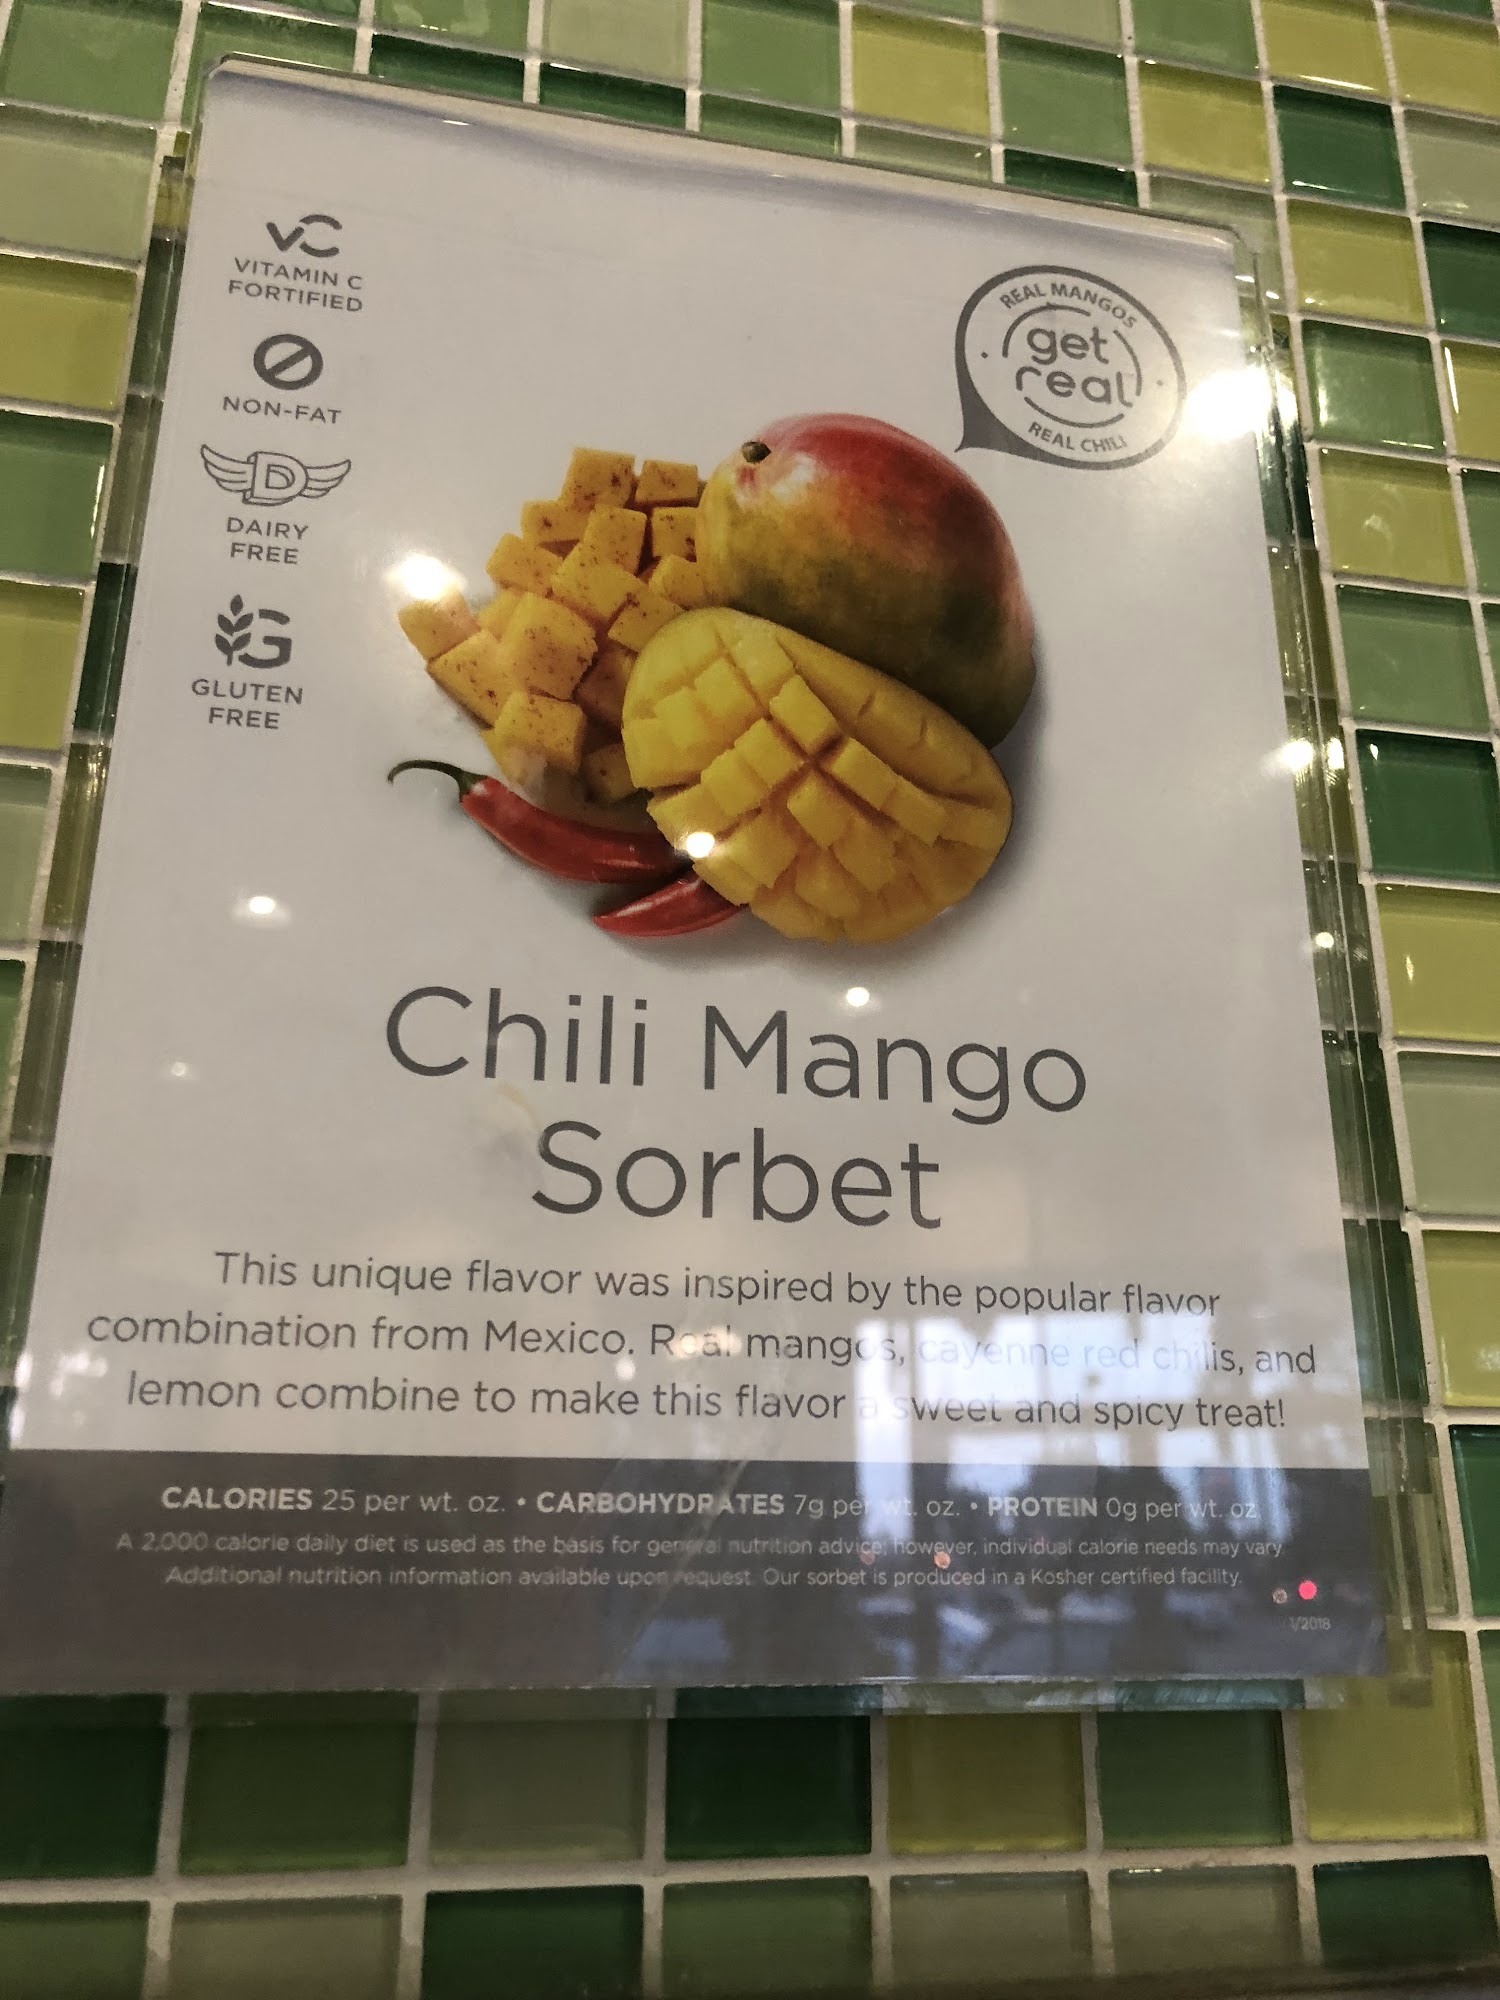 VC
VITAMIN C
FORTIFIED
NON-FAT
D
DAIRY
FREE
G
GLUTEN
FREE
REAL MANGOS
get
real
REAL CHILI
Chili Mango
Sorbet
This unique flavor was inspired by the popular flavor
combination from Mexico. Real mangos, cayenne red chilis, and
lemon combine to make this flavor a sweet and spicy treat!
CALORIES 25 per wt. oz. • CARBOHYDRATES 7g per wt. oz. • PROTEIN 0g per wt. oz
A 2,000 calorie daily diet is used as the basis for general nutrition advice; however, individual calorie needs may vary.
Additional nutrition information available upon request. Our sorbet is produced in a Kosher certified facility.
1/2018